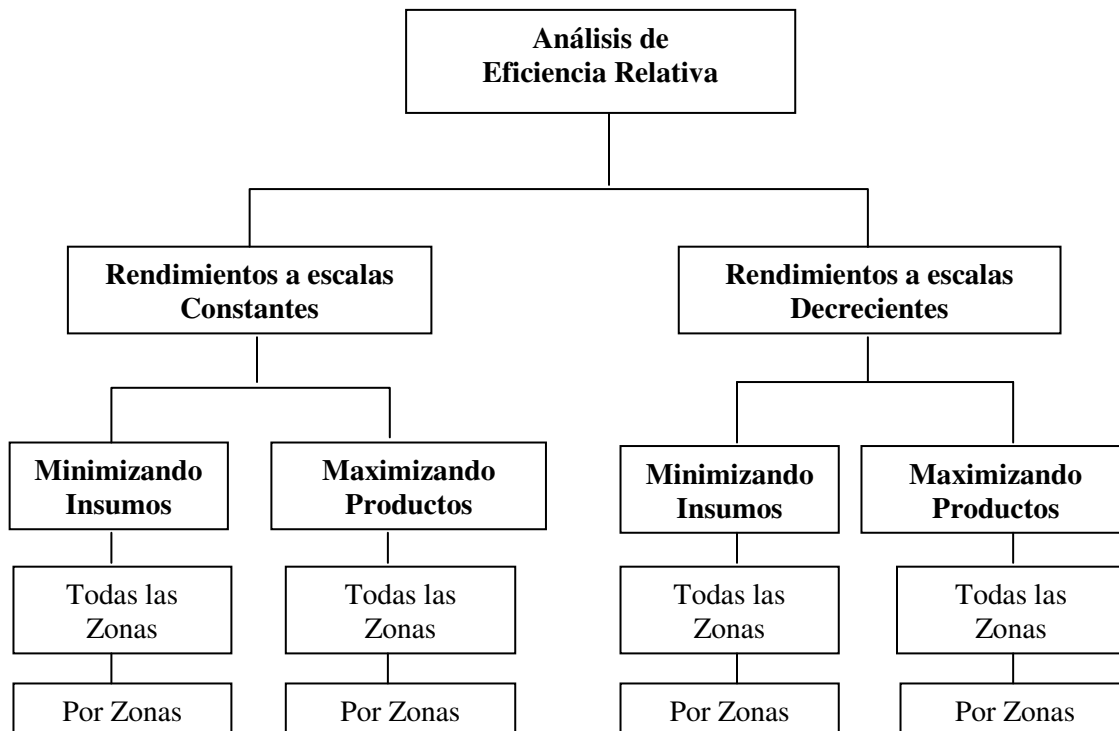 Análisis de
Eficiencia Relativa
Rendimientos a escalas
Constantes
Rendimientos a escalas
Decrecientes
Minimizando
Insumos
Maximizando
Productos
Minimizando
Insumos
Maximizando
Productos
Todas las
Zonas
Todas las
Zonas
Todas las
Zonas
Todas las
Zonas
Por Zonas
Por Zonas
Por Zonas
Por Zonas